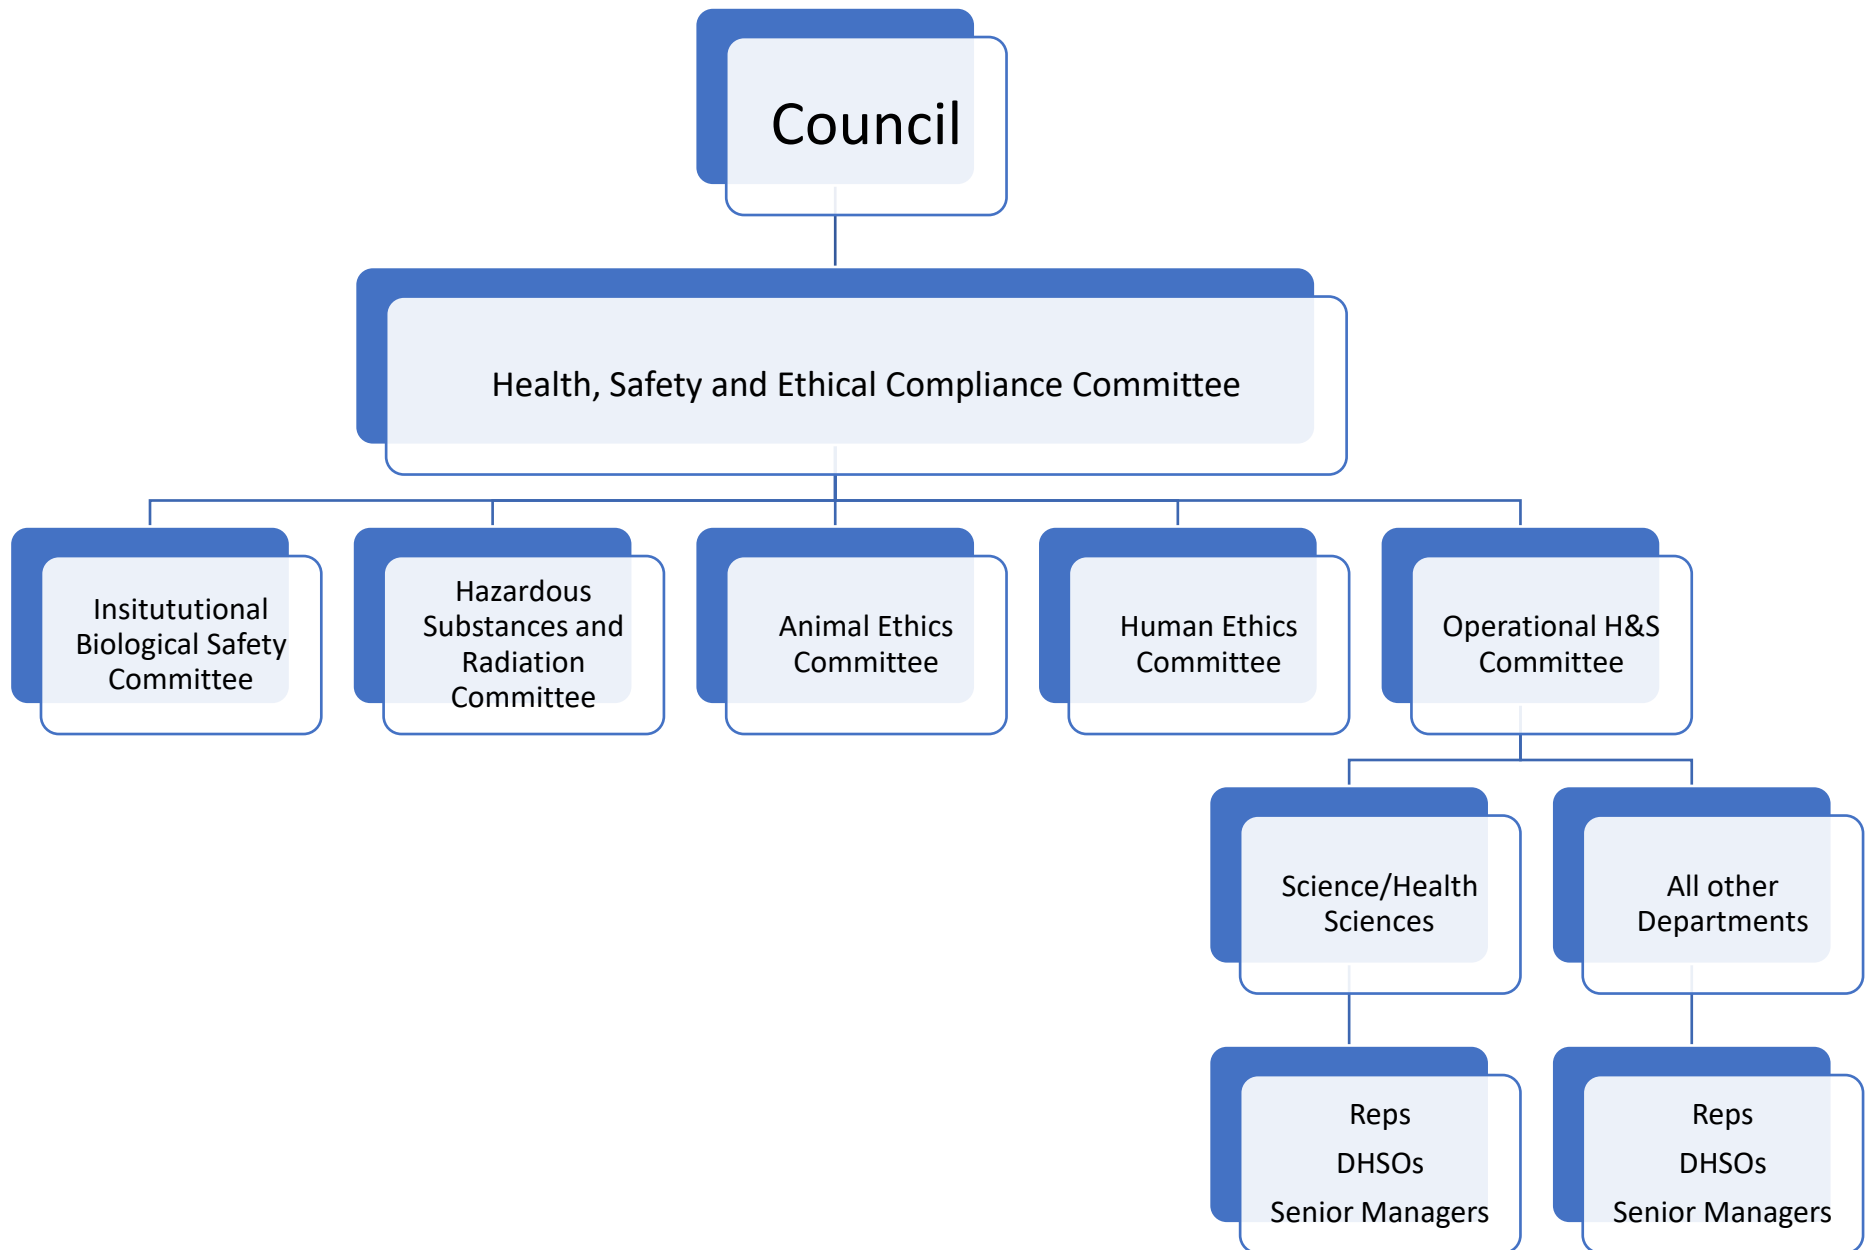 Council
Health, Safety and Ethical Compliance Committee
Insitututional
Biological Safety
Committee
Hazardous
Substances and
Radiation
Committee
Animal Ethics
Committee
Human Ethics
Committee
Operational H&S
Committee
Science/Health
Sciences
All other
Departments
Reps
DHSOs
Senior Managers
Reps
DHSOs
Senior Managers